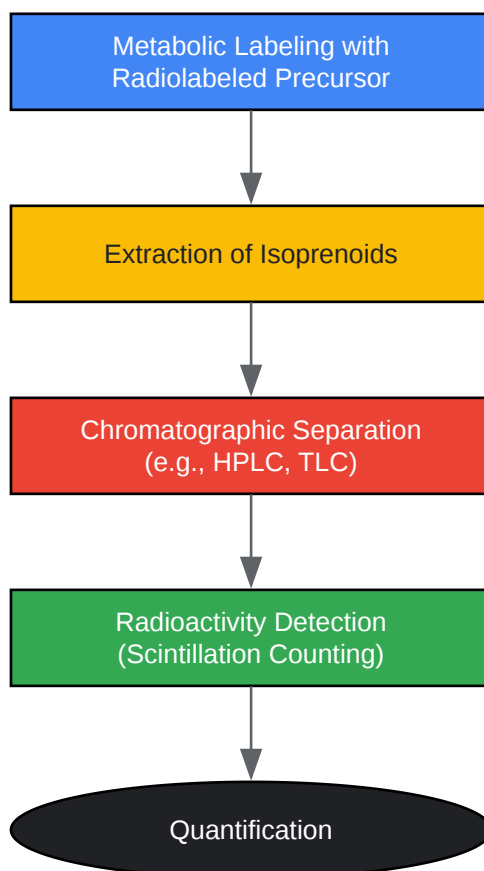 Metabolic Labeling with
Radiolabeled Precursor
Extraction of Isoprenoids
Chromatographic Separation
(e.g., HPLC, TLC)
Radioactivity Detection
(Scintillation Counting)
Quantification